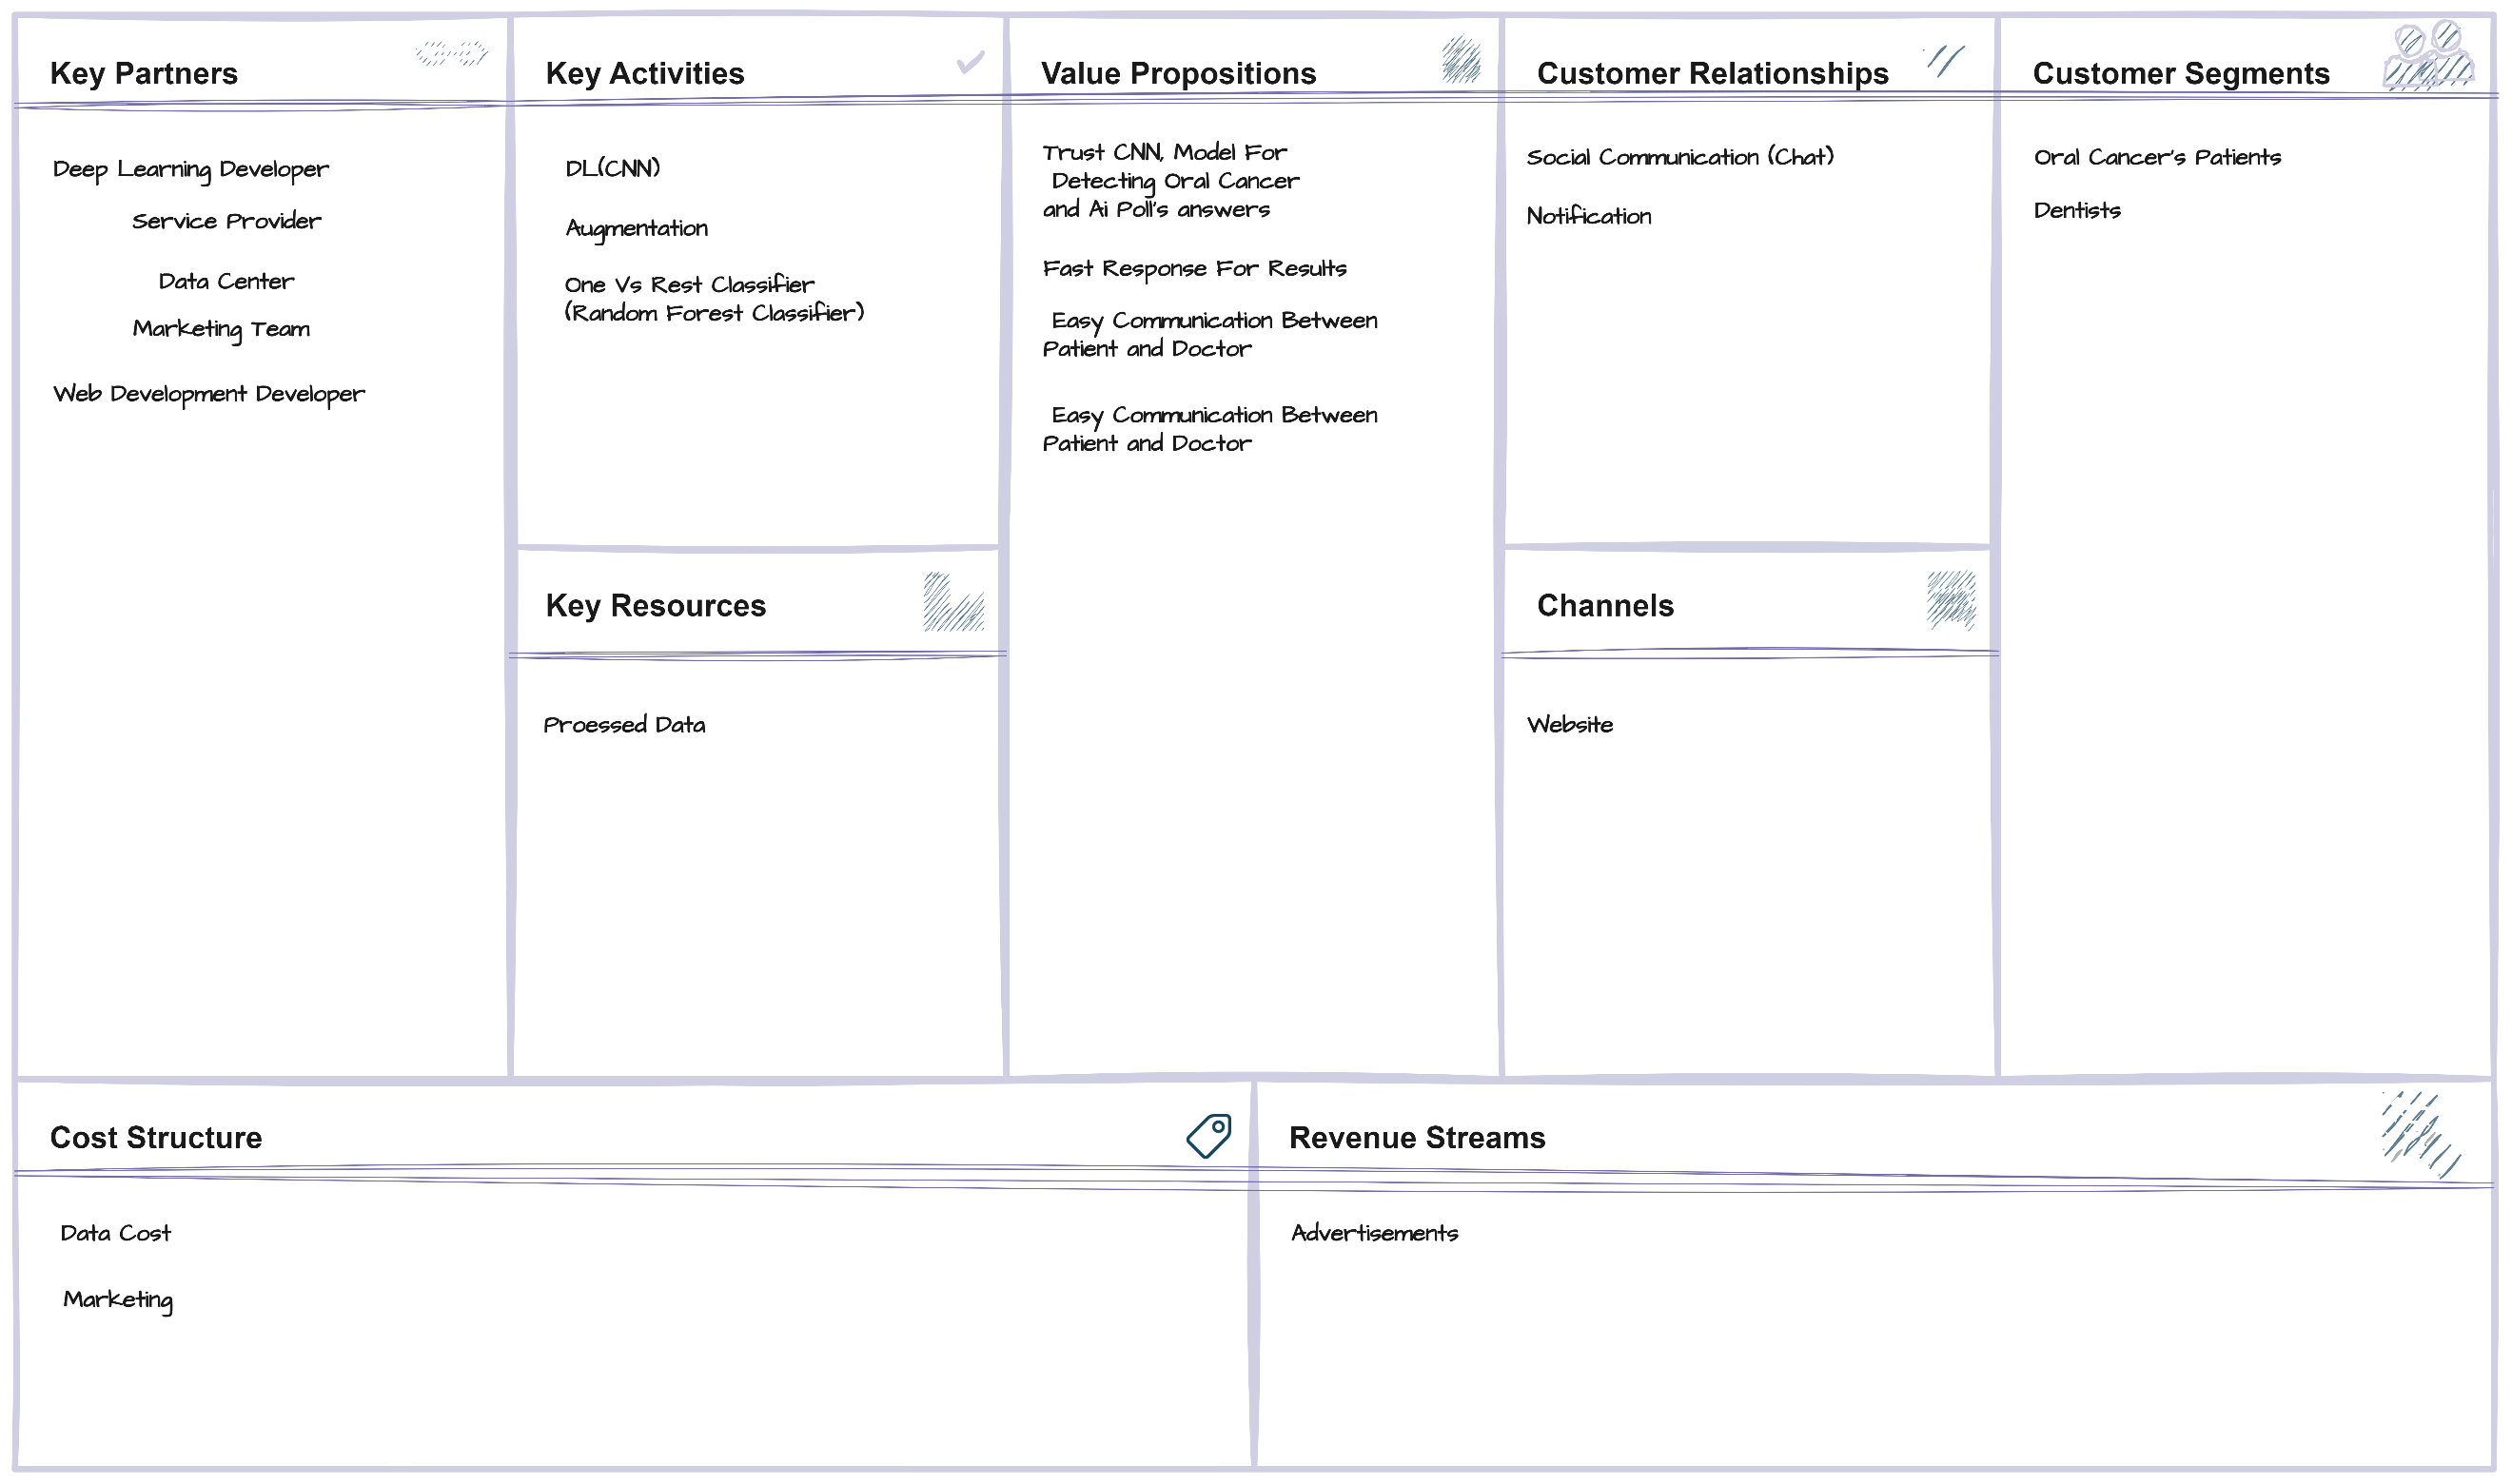 Key Partners
Deep Learning Developer
Service Provider
Data Center
Marketing Team
Web Development Developer
Key Activities
DL(CNN)
Augmentation
One Vs Rest Classifier
(Random Forest Classifier)
Key Resources
Proessed Data
Value Propositions
Trust CNN, Model For
Detecting Oral Cancer
and Ai Poll's answers
Fast Response For Results
Easy Communication Between
Patient and Doctor
Easy Communication Between
Patient and Doctor
Customer Relationships
Social Communication (Chat)
Notification
Channels
Website
Customer Segments
Oral Cancer's Patients
Dentists
Cost Structure
Data Cost
Marketing
Revenue Streams
Advertisements